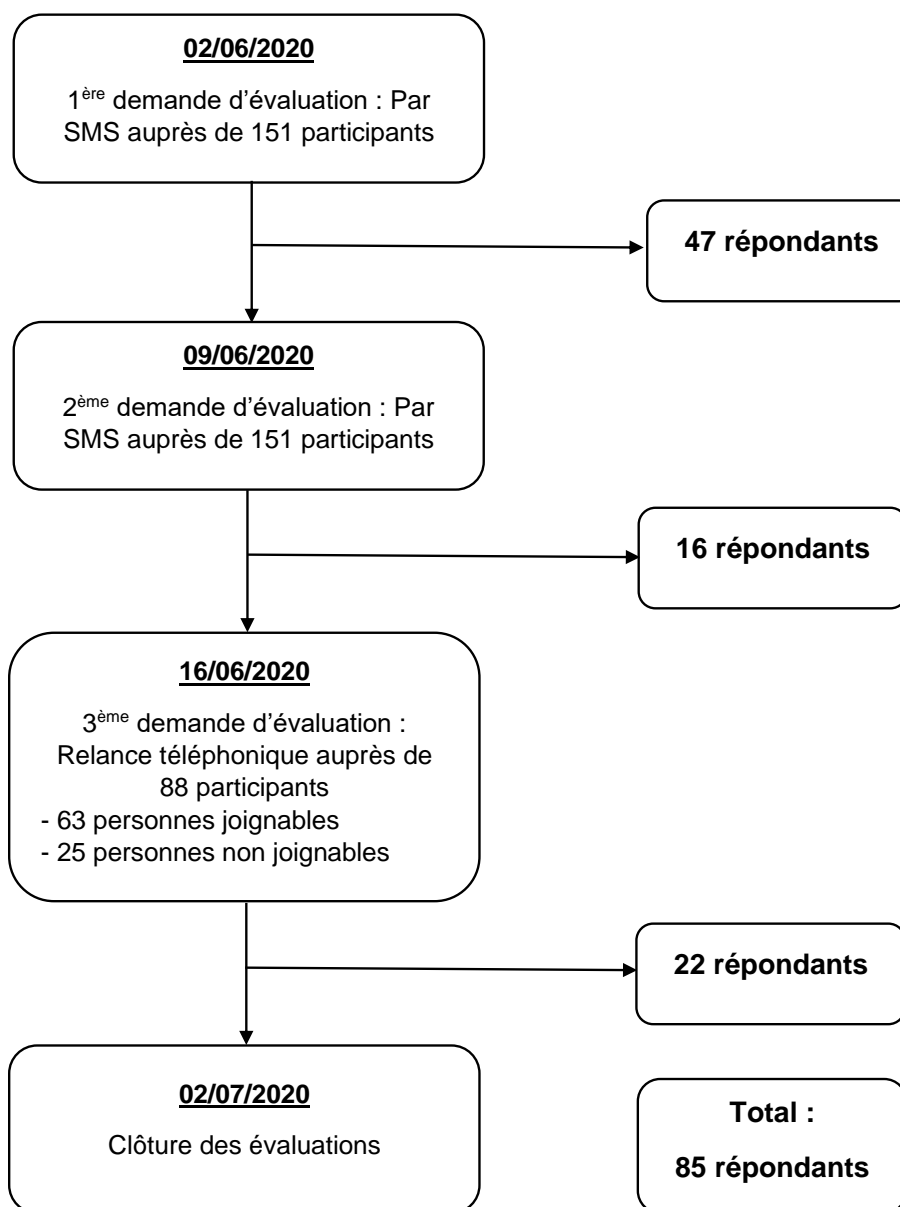 02/06/2020
1ère demande d’évaluation : Par
SMS auprès de 151 participants
47 répondants
09/06/2020
2ème demande d’évaluation : Par
SMS auprès de 151 participants
16 répondants
16/06/2020
3ème demande d’évaluation :
Relance téléphonique auprès de
88 participants
- 63 personnes joignables
- 25 personnes non joignables
22 répondants
02/07/2020
Clôture des évaluations
Total :
85 répondants